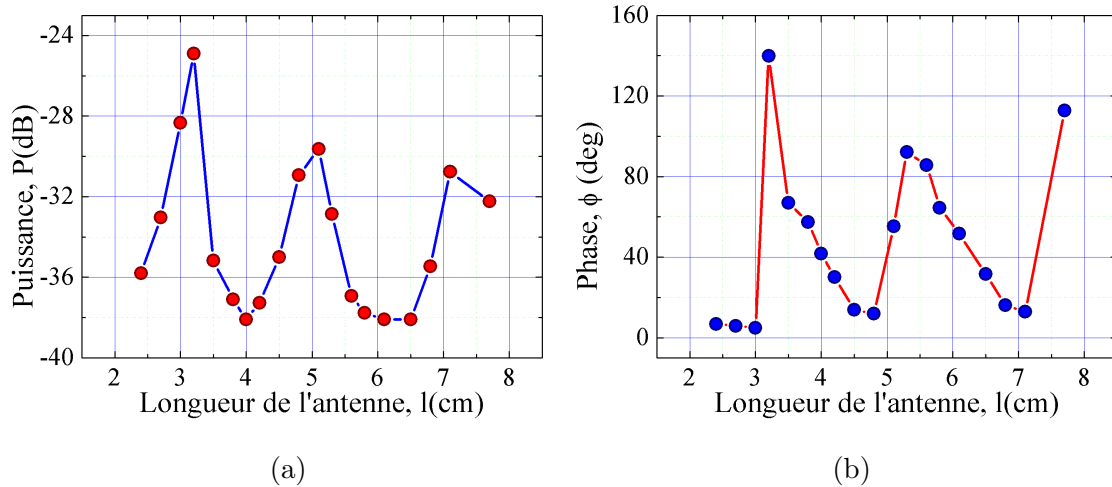 -24
-28
-32
-36
-40
Puissance, P(dB)
2 3 4 5 6 7 8
Longueur de l'antenne, l(cm)
(a)
160
120
80
40
0
Phase, ϕ (deg)
2 3 4 5 6 7 8
Longueur de l'antenne, l(cm)
(b)